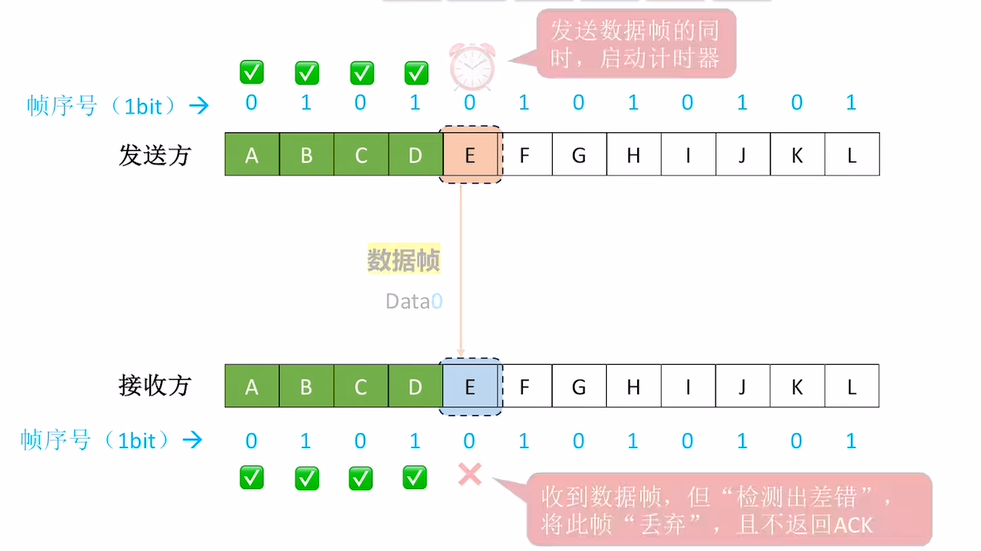 发送数据帧的同
时，启动计时器
帧序号（1bit）→ 0 1 0 1 0 1 0 1 0 1 0 1
发送方 A B C D E F G H I J K L
数据帧
Data0
接收方 A B C D E F G H I J K L
帧序号（1bit）→ 0 1 0 1 0 1 0 1 0 1 0 1
收到数据帧，但“检测出差错”，
将此帧“丢弃”，且不返回ACK